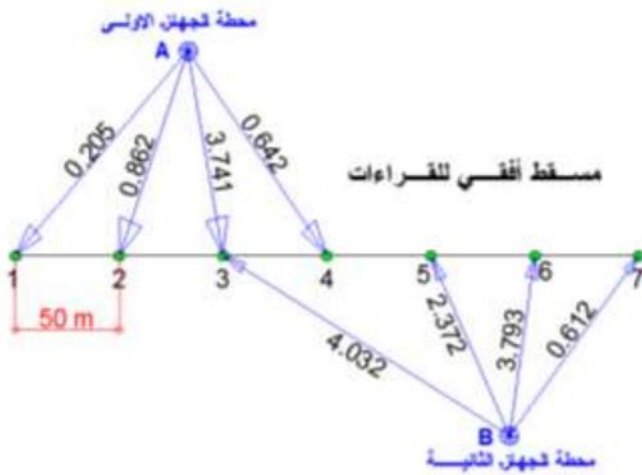 محطة الجهاز الاولى
A
0.205
0.862
3.741
0.642
مسقط أفقي للقراءات
1 2 3 4 5 6 7
50 m
4.032
2.372
3.793
0.612
B
محطة الجهاز الثانية